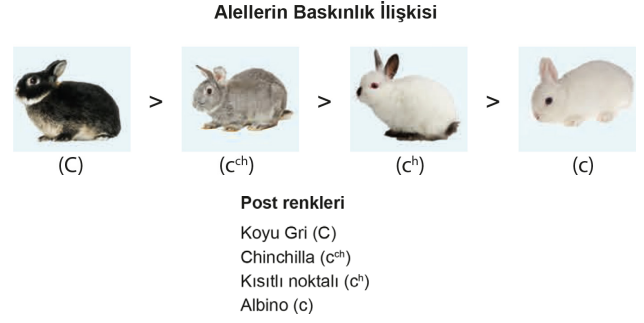 Alellerin Baskınlık İlişkisi
> > >
(C) (cᶜʰ) (cʰ) (c)
Post renkleri
Koyu Gri (C)
Chinchilla (cᶜʰ)
Kısıtlı noktalı (cʰ)
Albino (c)